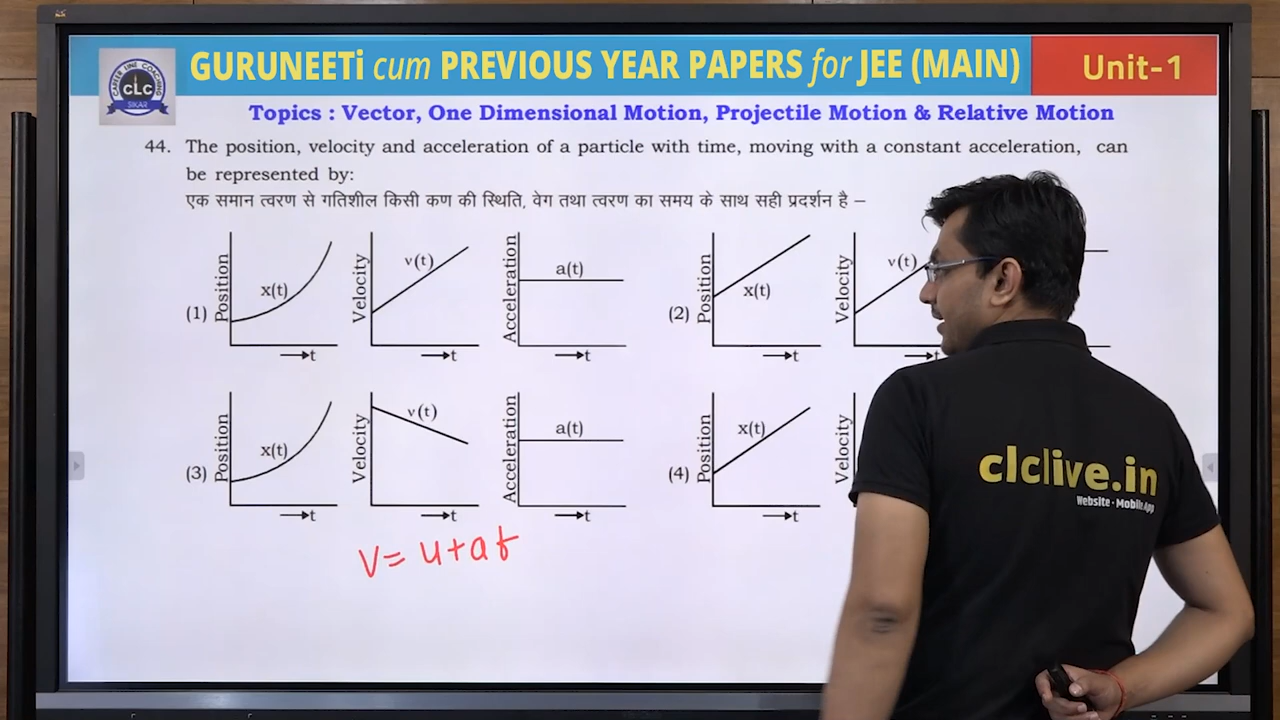 GURUNEETi cum PREVIOUS YEAR PAPERS for JEE (MAIN) Unit-1
CLC
SIKAR
Topics : Vector, One Dimensional Motion, Projectile Motion & Relative Motion
44. The position, velocity and acceleration of a particle with time, moving with a constant acceleration, can
be represented by:
एक समान त्वरण से गतिशील किसी कण की स्थिति, वेग तथा त्वरण का समय के साथ सही प्रदर्शन है –
(1) Position x(t) t Velocity v(t) t Acceleration a(t) t
(2) Position x(t) t Velocity v(t) t
(3) Position x(t) t Velocity v(t) t Acceleration a(t) t
(4) Position x(t) t Velocity
v = u+at
clclive.in
Website · Mobile App